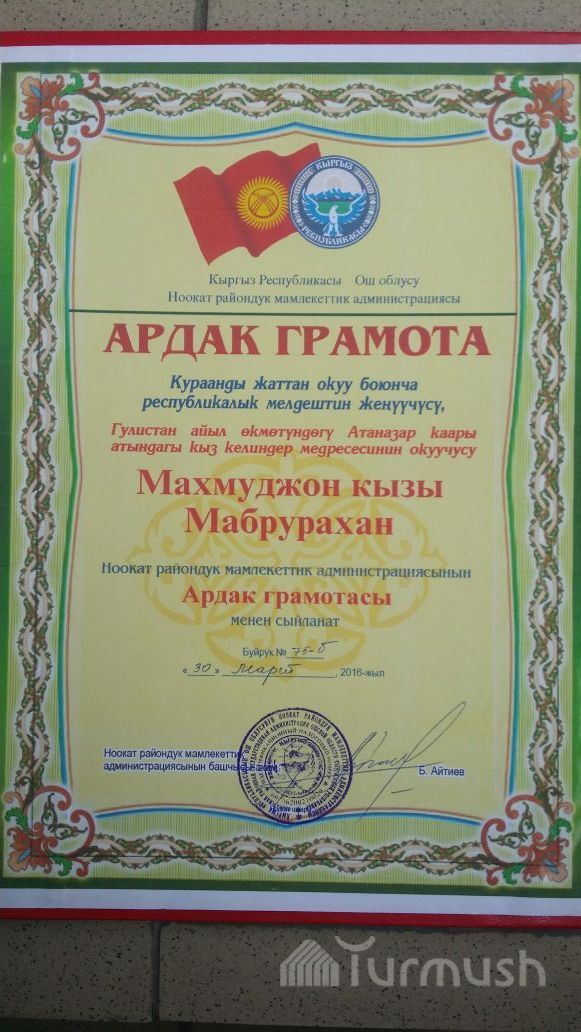 КЫРГЫЗ
РЕСПУБЛИКАСЫ
Кыргыз Республикасы Ош облусу
Ноокат райондук мамлекеттик администрациясы
АРДАК ГРАМОТА
Кураанды жаттан окуу боюнча
республикалык мелдештин жеңүүчүсү,
Гулистан айыл өкмөтүндөгү Атаназар каары
атындагы кыз келиндер медресесинин окуучусу
Махмуджон кызы
Мабрурахан
Ноокат райондук мамлекеттик администрациясынын
Ардак грамотасы
менен сыйланат
Буйрук № 75-б
« 30 » март , 2016-жыл
Ноокат райондук мамлекеттик
администрациясынын башчысы
Б. Айтиев
Turmush